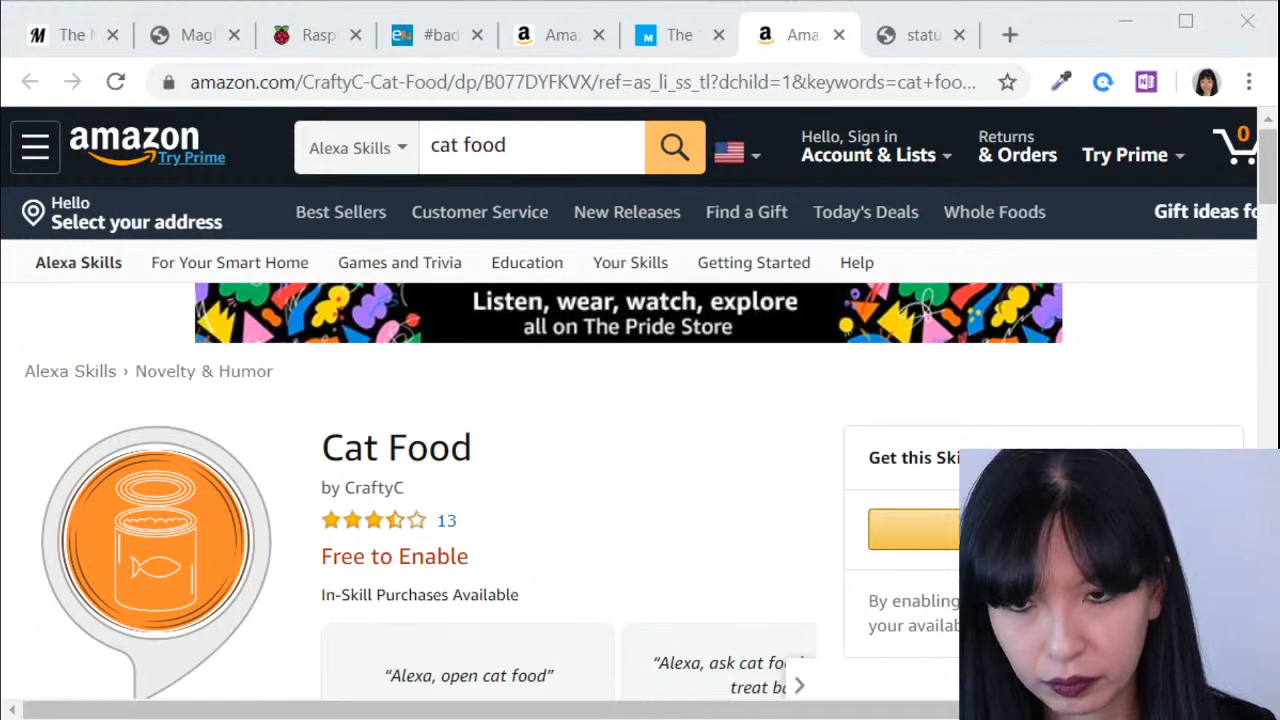 The
Magl
Rasp
#bad
Ama
The
Ama
statu
amazon.com/CraftyC-Cat-Food/dp/B077DYFKVX/ref=as_li_ss_tl?dchild=1&keywords=cat+foo...
amazon
Try Prime
Alexa Skills
cat food
Hello, Sign in
Account & Lists
Returns
& Orders
Try Prime
0
Hello
Select your address
Best Sellers
Customer Service
New Releases
Find a Gift
Today's Deals
Whole Foods
Gift ideas fo
Alexa Skills
For Your Smart Home
Games and Trivia
Education
Your Skills
Getting Started
Help
Listen, wear, watch, explore
all on The Pride Store
Alexa Skills › Novelty & Humor
Cat Food
by CraftyC
13
Free to Enable
In-Skill Purchases Available
"Alexa, open cat food"
"Alexa, ask cat foo
treat b
Get this Ski
By enabling
your availab